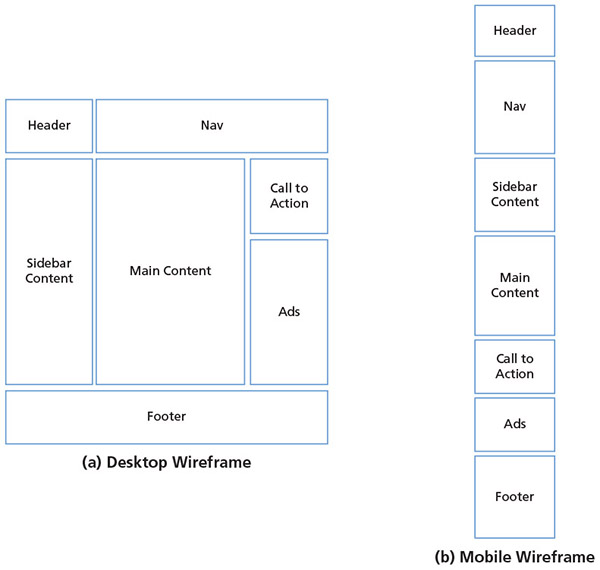 Header
Nav
Sidebar
Content
Main Content
Call to
Action
Ads
Footer
(a) Desktop Wireframe
Header
Nav
Sidebar
Content
Main
Content
Call to
Action
Ads
Footer
(b) Mobile Wireframe